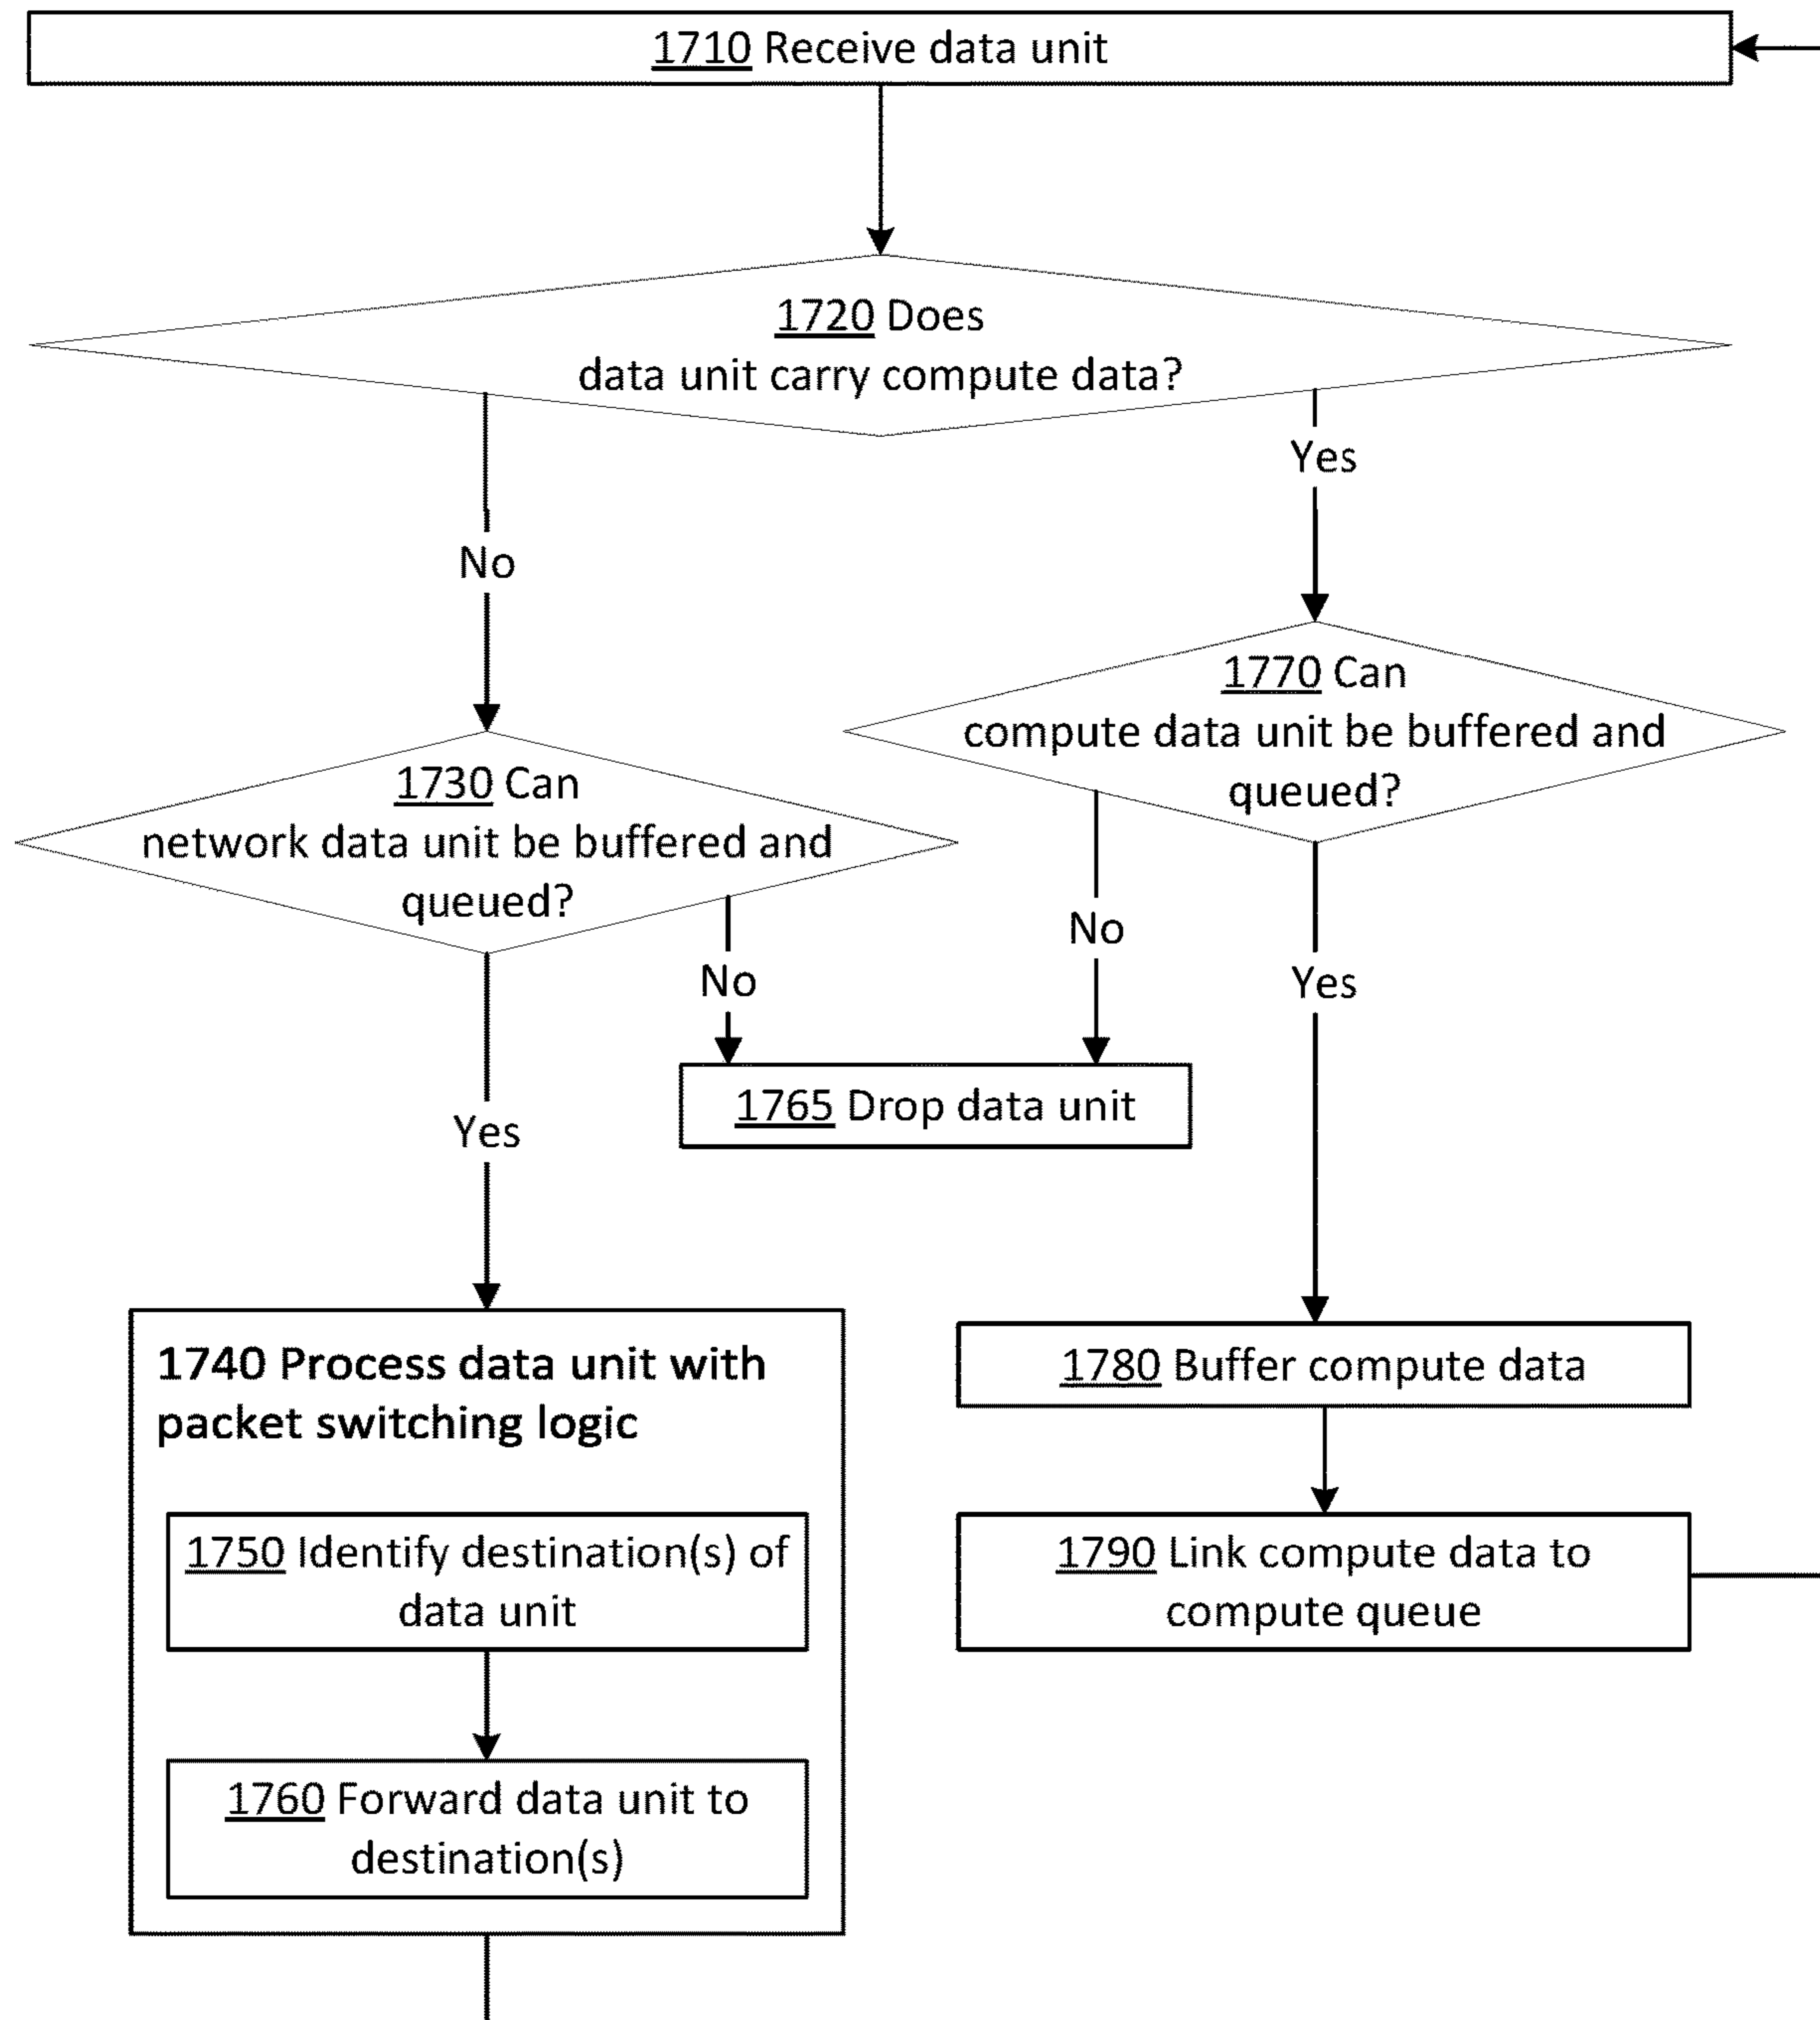 1710 Receive data unit
1720 Does
data unit carry compute data?
Yes
No
1770 Can
compute data unit be buffered and
queued?
1730 Can
network data unit be buffered and
queued?
No
No
Yes
Yes
1765 Drop data unit
1740 Process data unit with
packet switching logic
1750 Identify destination(s) of
data unit
1760 Forward data unit to
destination(s)
1780 Buffer compute data
1790 Link compute data to
compute queue